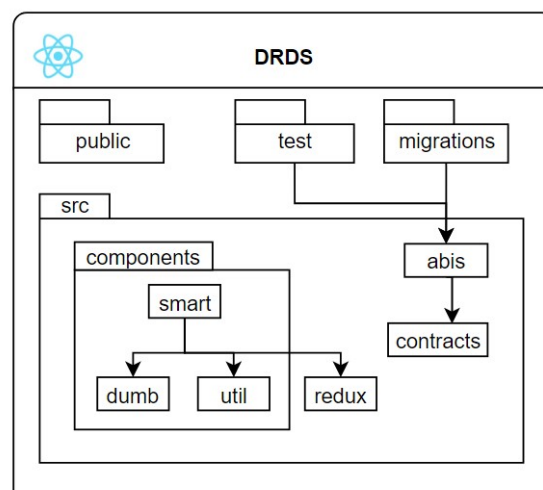 DRDS
public
test
migrations
src
components
abis
smart
contracts
dumb
util
redux